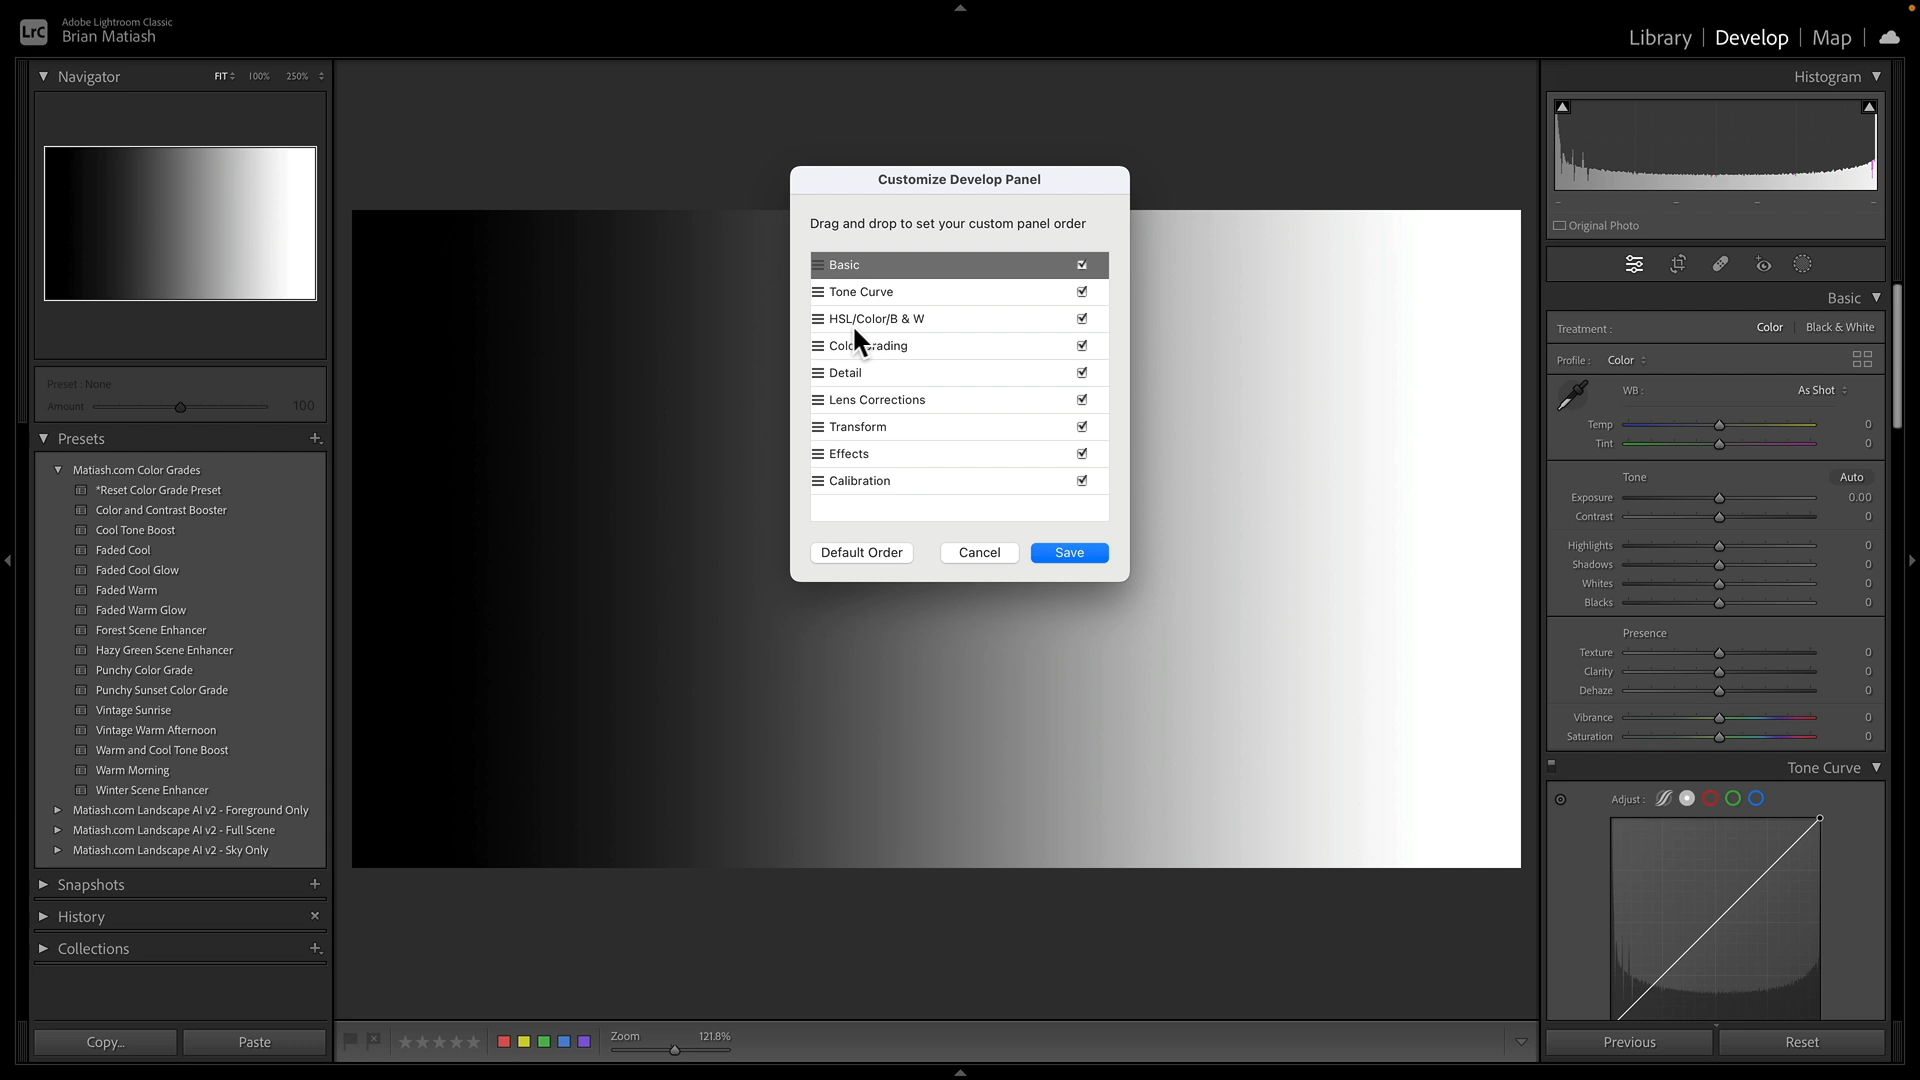 LrC
Adobe Lightroom Classic
Brian Matiash
Library
Develop
Map
Navigator
FIT
100%
250%
Preset : None
Amount
100
Presets
Matiash.com Color Grades
*Reset Color Grade Preset
Color and Contrast Booster
Cool Tone Boost
Faded Cool
Faded Cool Glow
Faded Warm
Faded Warm Glow
Forest Scene Enhancer
Hazy Green Scene Enhancer
Punchy Color Grade
Punchy Sunset Color Grade
Vintage Sunrise
Vintage Warm Afternoon
Warm and Cool Tone Boost
Warm Morning
Winter Scene Enhancer
Matiash.com Landscape AI v2 - Foreground Only
Matiash.com Landscape AI v2 - Full Scene
Matiash.com Landscape AI v2 - Sky Only
Snapshots
History
Collections
Copy...
Paste
Customize Develop Panel
Drag and drop to set your custom panel order
Basic
Tone Curve
HSL/Color/B & W
Color Grading
Detail
Lens Corrections
Transform
Effects
Calibration
Default Order
Cancel
Save
Zoom
121.8%
Histogram
Original Photo
Basic
Treatment :
Color
Black & White
Profile :
Color
WB :
As Shot
Temp
0
Tint
0
Tone
Auto
Exposure
0.00
Contrast
0
Highlights
0
Shadows
0
Whites
0
Blacks
0
Presence
Texture
0
Clarity
0
Dehaze
0
Vibrance
0
Saturation
0
Tone Curve
Adjust :
Previous
Reset